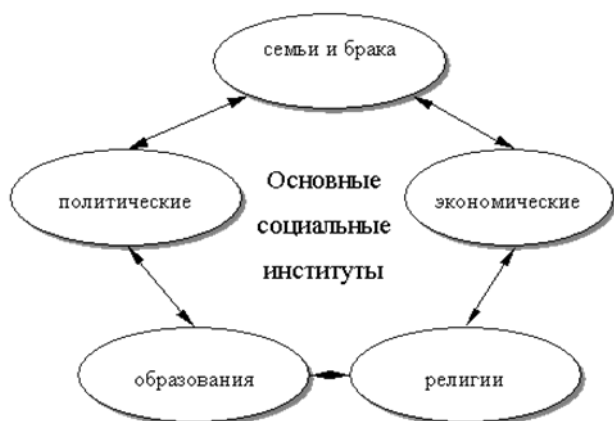 семьи и брака
политические
Основные
социальные
институты
экономические
образования
религии